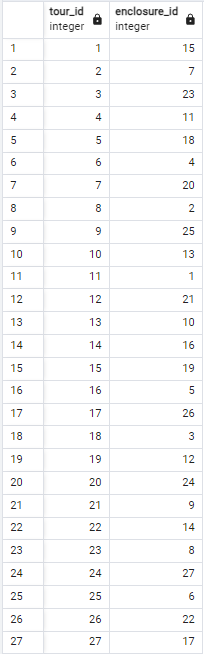 tour_id enclosure_id
integer integer
1 1 15
2 2 7
3 3 23
4 4 11
5 5 18
6 6 4
7 7 20
8 8 2
9 9 25
10 10 13
11 11 1
12 12 21
13 13 10
14 14 16
15 15 19
16 16 5
17 17 26
18 18 3
19 19 12
20 20 24
21 21 9
22 22 14
23 23 8
24 24 27
25 25 6
26 26 22
27 27 17